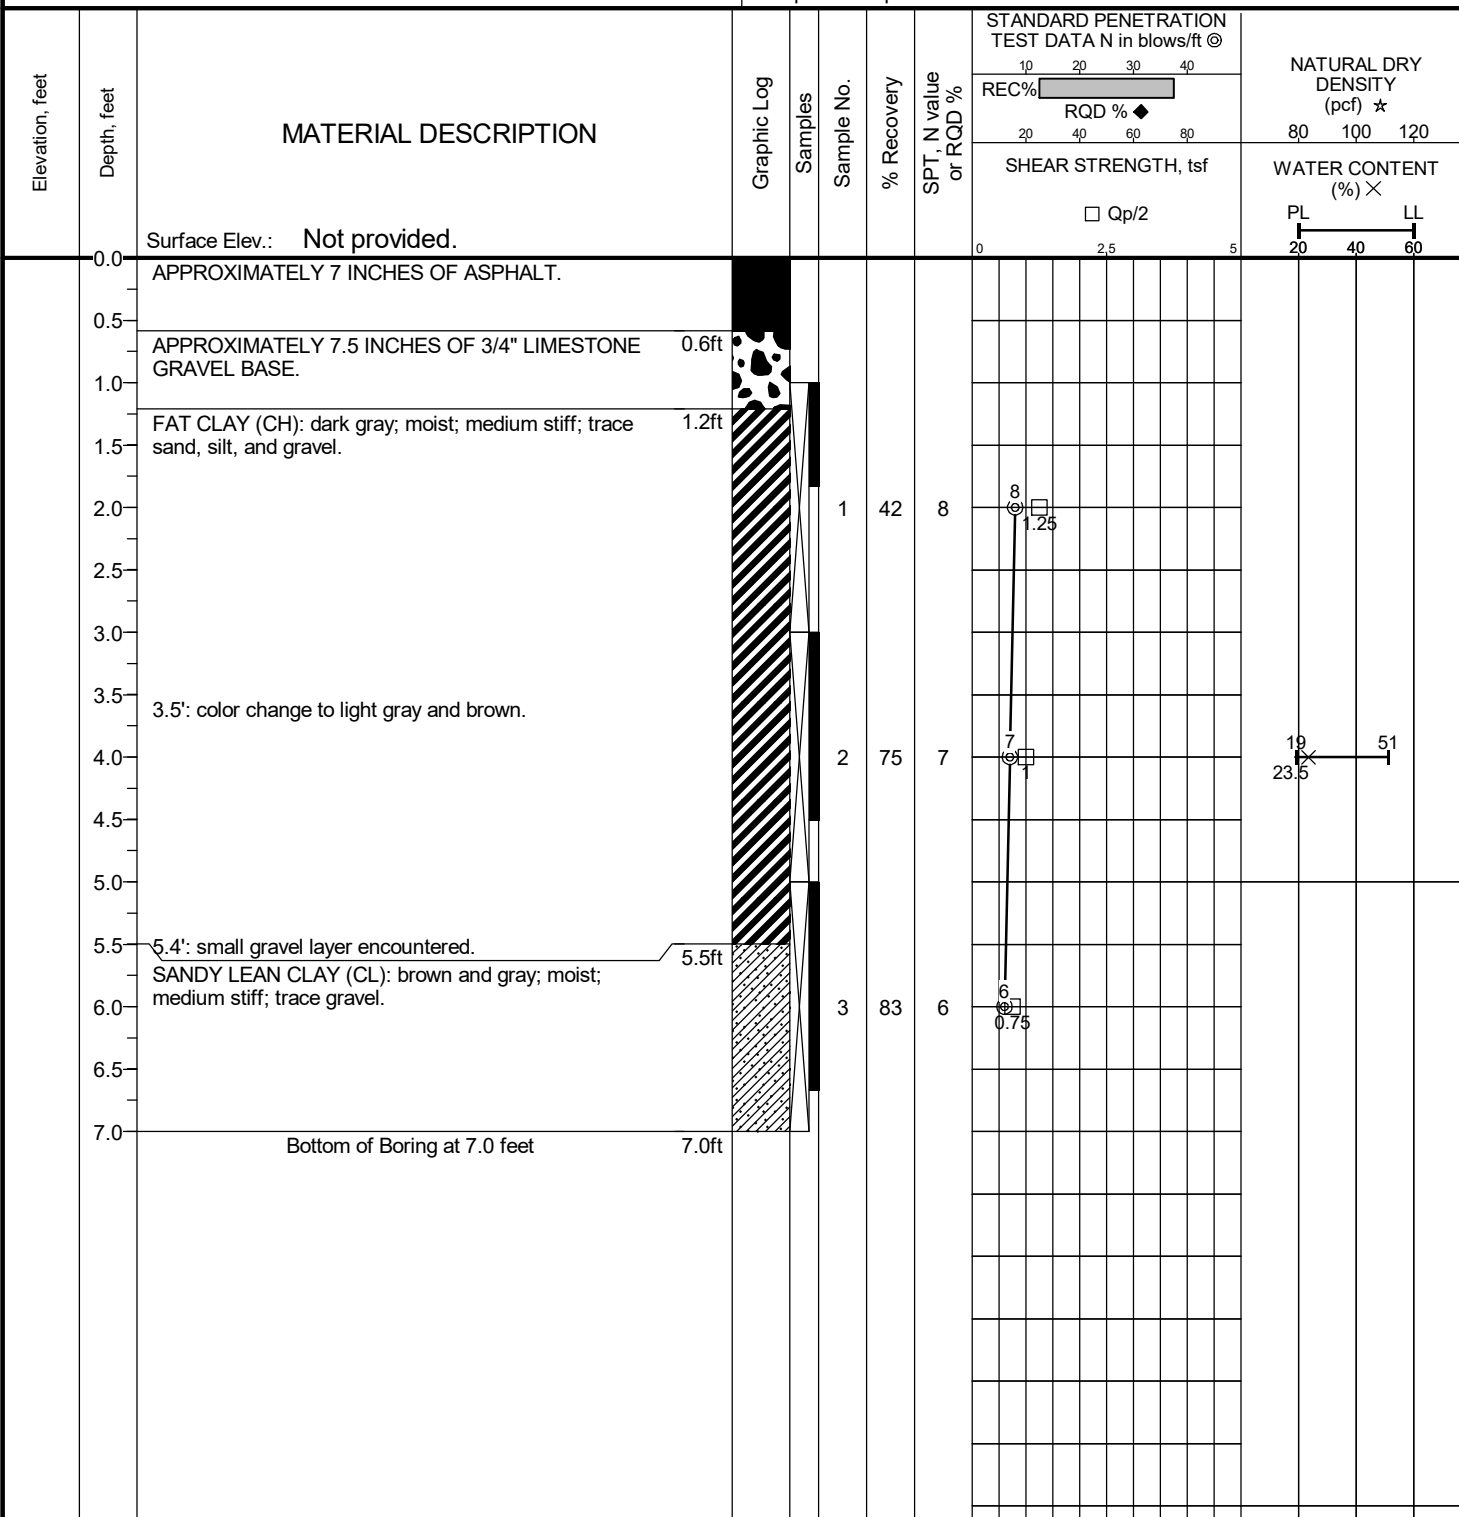 Elevation, feet
Depth, feet
MATERIAL DESCRIPTION
Surface Elev.: Not provided.
Graphic Log
Samples
Sample No.
% Recovery
SPT, N value
or RQD %
STANDARD PENETRATION
TEST DATA N in blows/ft
10 20 30 40
REC%
RQD %
20 40 60 80
SHEAR STRENGTH, tsf
Qp/2
0 2.5 5
NATURAL DRY
DENSITY
(pcf)
80 100 120
WATER CONTENT
(%)
PL LL
20 40 60
0.0
APPROXIMATELY 7 INCHES OF ASPHALT.
0.5
APPROXIMATELY 7.5 INCHES OF 3/4" LIMESTONE 0.6ft
GRAVEL BASE.
1.0
FAT CLAY (CH): dark gray; moist; medium stiff; trace 1.2ft
1.5 sand, silt, and gravel.
8
2.0 1 42 8
1.25
2.5
3.0
3.5
3.5': color change to light gray and brown.
7 19 51
4.0 2 75 7
1 23.5
4.5
5.0
5.5 5.4': small gravel layer encountered.
5.5ft
SANDY LEAN CLAY (CL): brown and gray; moist;
medium stiff; trace gravel.
6
6.0 3 83 6
0.75
6.5
7.0
Bottom of Boring at 7.0 feet 7.0ft